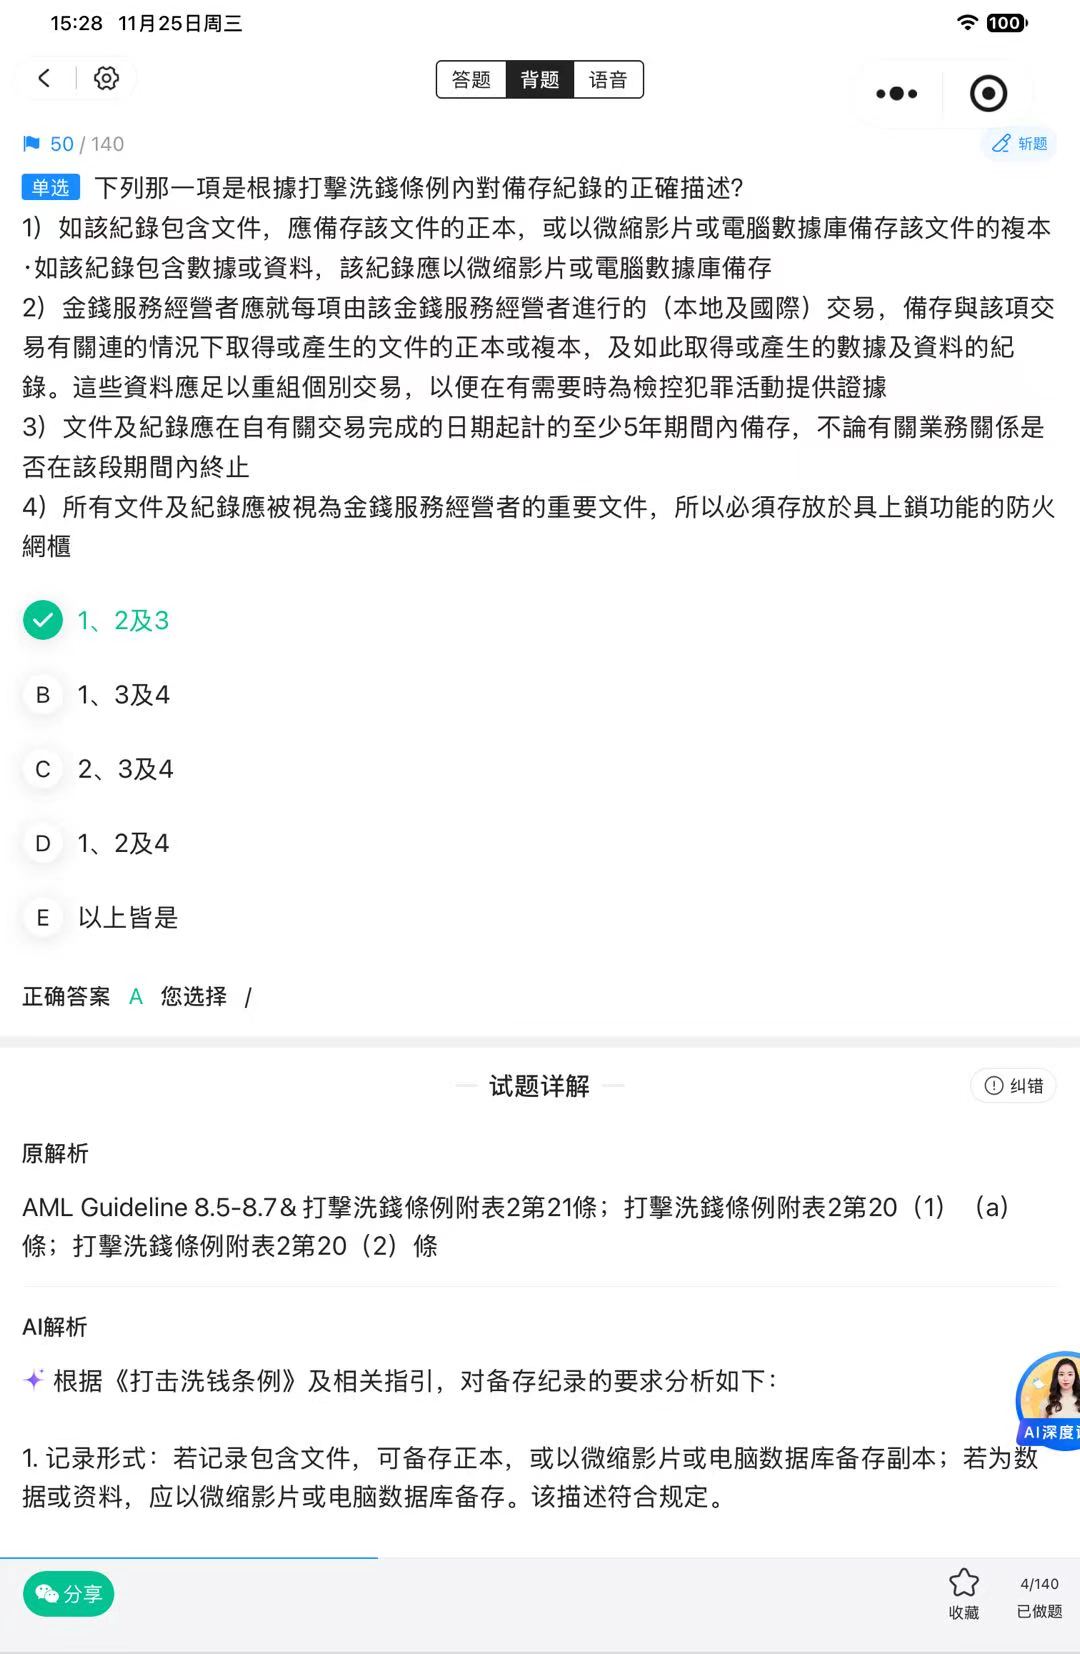 15:28 11月25日周三
100
答题 背题 语音
50 / 140
斩题
单选 下列那一項是根據打擊洗錢條例內對備存紀錄的正確描述?
1）如該紀錄包含文件，應備存該文件的正本，或以微縮影片或電腦數據庫備存該文件的複本
·如該紀錄包含數據或資料，該紀錄應以微缩影片或電腦數據庫備存
2）金錢服務經營者應就每項由該金錢服務經營者進行的（本地及國際）交易，備存與該項交
易有關連的情況下取得或產生的文件的正本或複本，及如此取得或產生的數據及資料的紀
錄。這些資料應足以重組個別交易，以便在有需要時為檢控犯罪活動提供證據
3）文件及紀錄應在自有關交易完成的日期起計的至少5年期間內備存，不論有關業務關係是
否在該段期間內終止
4）所有文件及紀錄應被視為金錢服務經營者的重要文件，所以必須存放於具上鎖功能的防火
網櫃
1、2及3
B 1、3及4
C 2、3及4
D 1、2及4
E 以上皆是
正确答案 A 您选择 /
试题详解
纠错
原解析
AML Guideline 8.5-8.7& 打擊洗錢條例附表2第21條；打擊洗錢條例附表2第20（1）（a）
條；打擊洗錢條例附表2第20（2）條
AI解析
根据《打击洗钱条例》及相关指引，对备存纪录的要求分析如下：
AI深度
1. 记录形式：若记录包含文件，可备存正本，或以微缩影片或电脑数据库备存副本；若为数
据或资料，应以微缩影片或电脑数据库备存。该描述符合规定。
分享
收藏
4/140
已做题